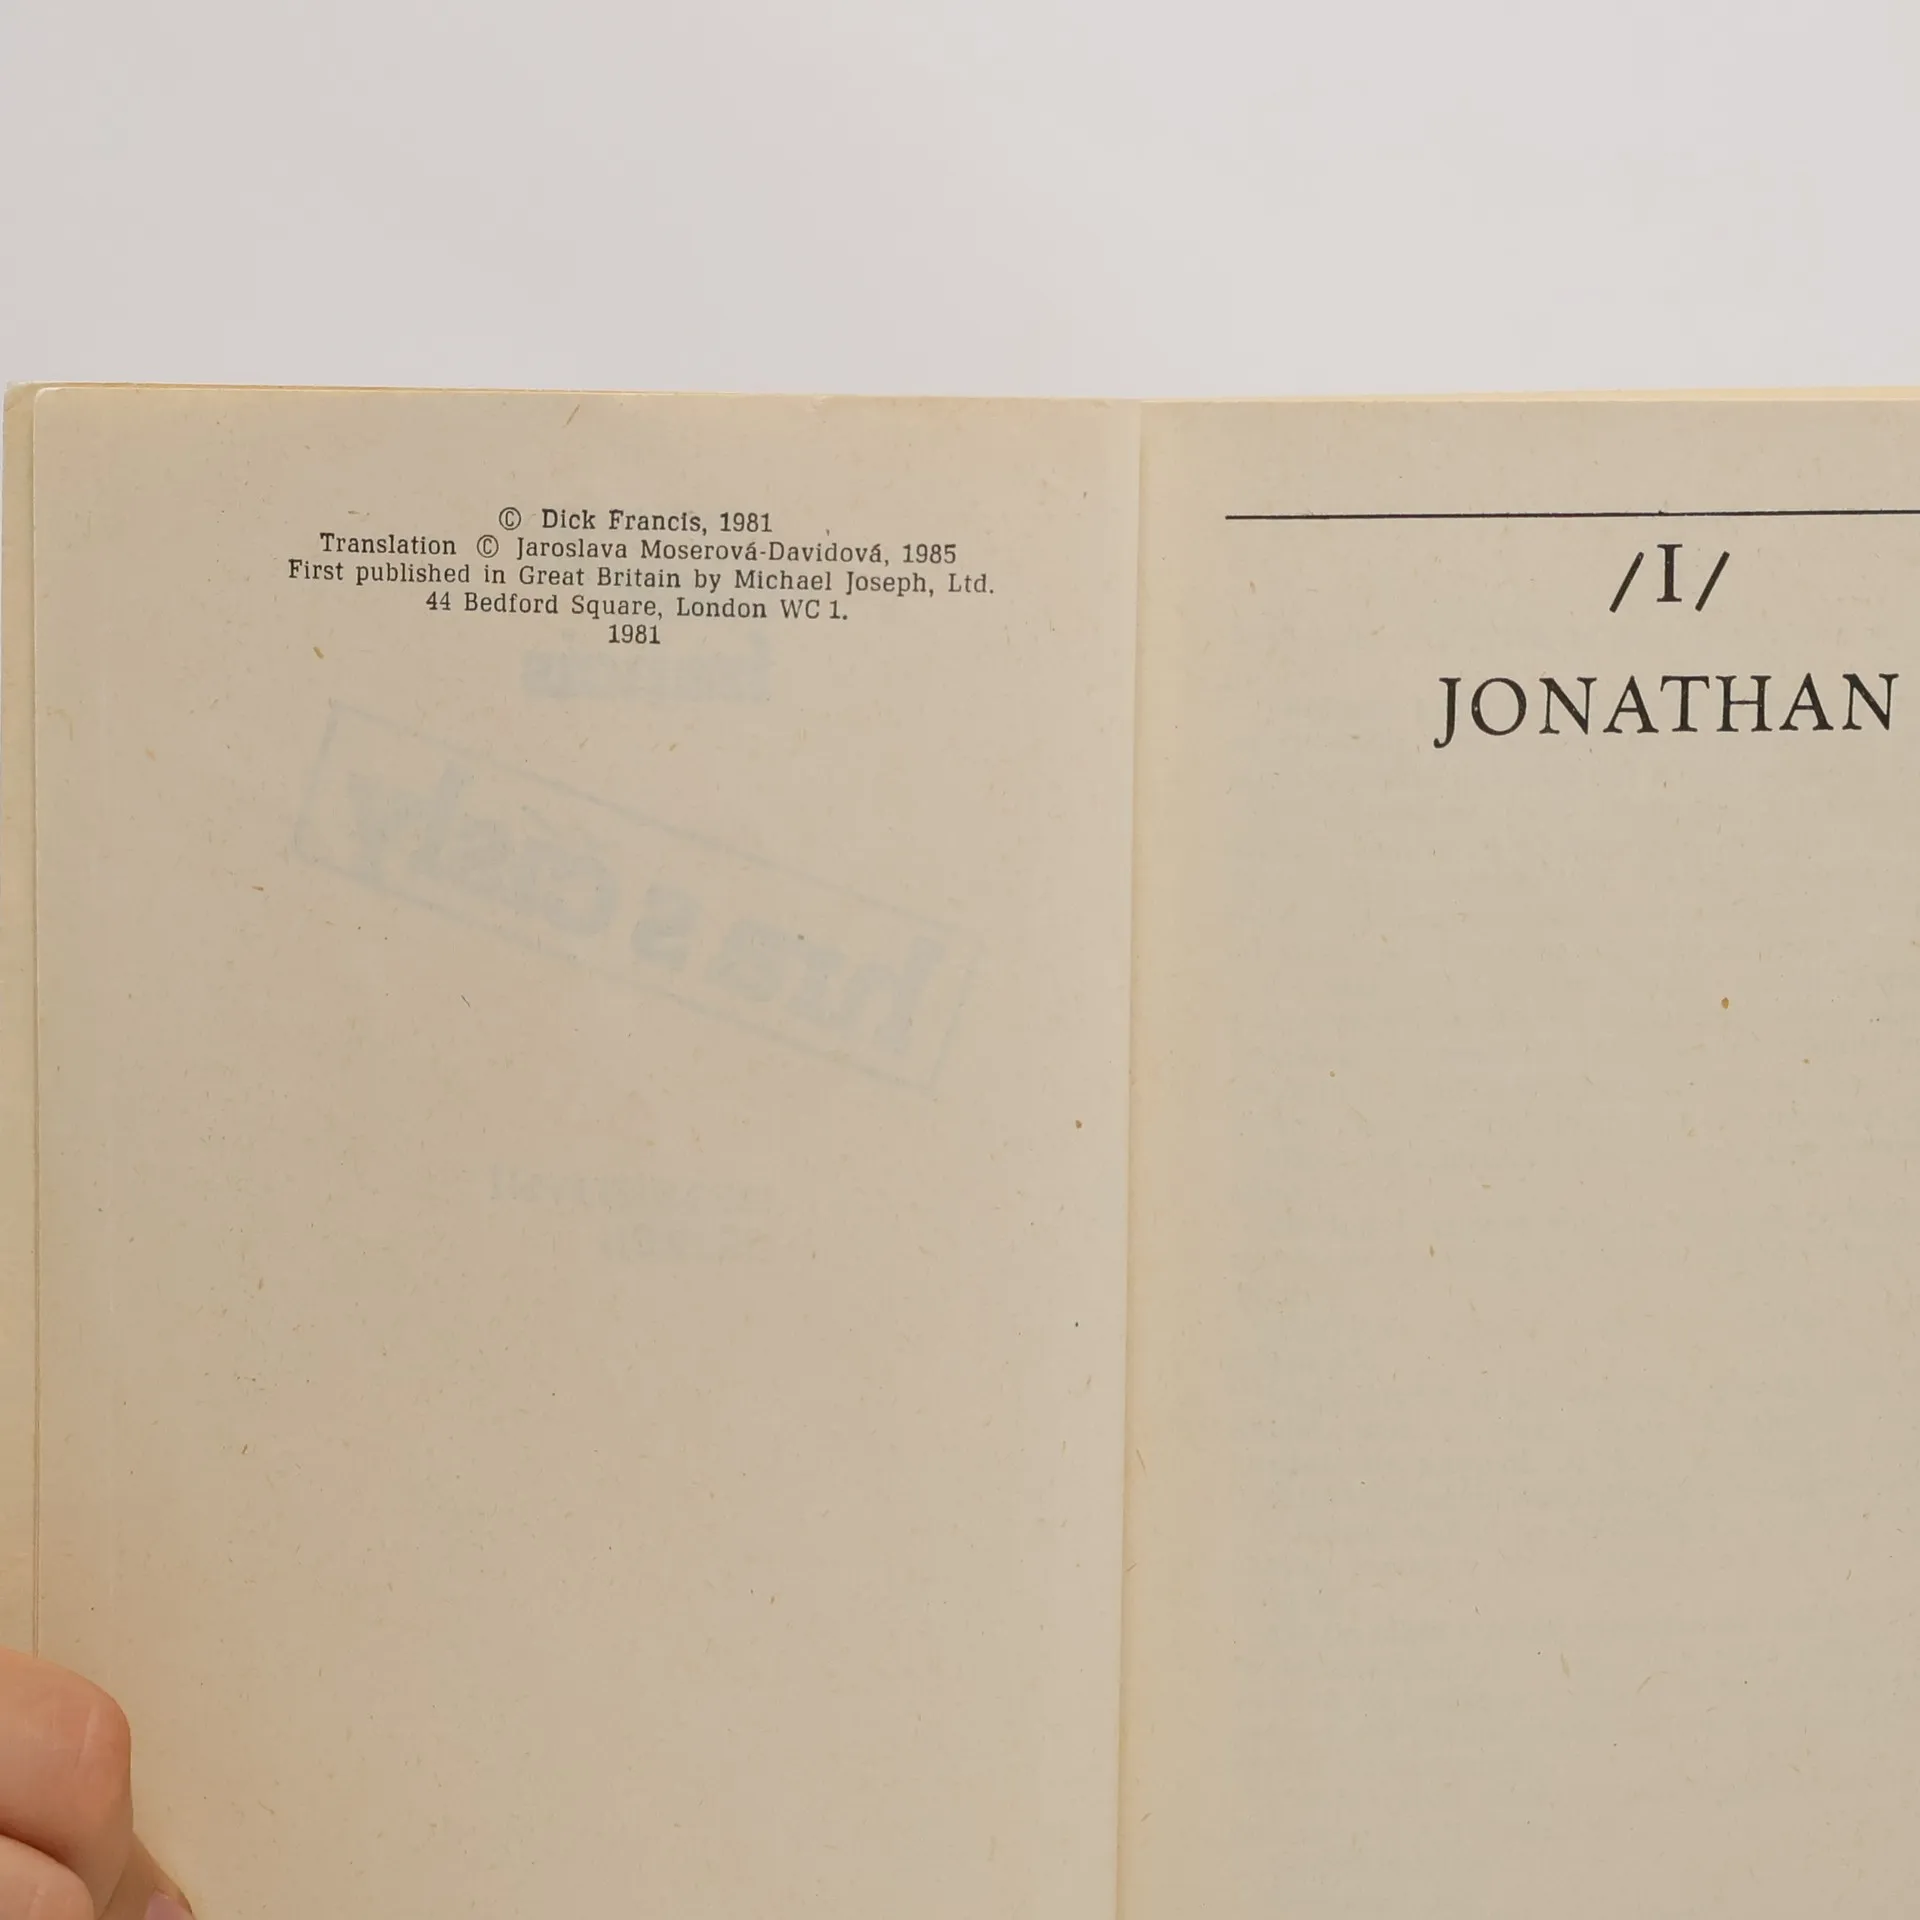 © Dick Francis, 1981
Translation © Jaroslava Moserová-Davidová, 1985
First published in Great Britain by Michael Joseph, Ltd.
44 Bedford Square, London WC 1.
1981
/I/
JONATHAN